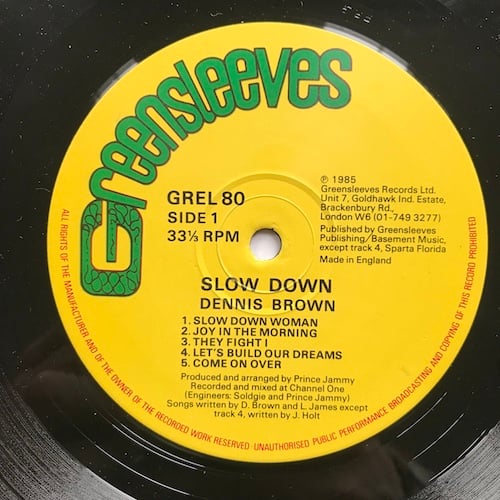 Greensleeves
GREL 80
SIDE 1
33⅓ RPM
℗ 1985
Greensleeves Records Ltd.
Unit 7, Goldhawk Ind. Estate,
Brackenbury Rd.,
London W6 (01-749 3277)
Published by Greensleeves
Publishing/Basement Music,
except track 4, Sparta Florida
Made in England
SLOW DOWN
DENNIS BROWN
1. SLOW DOWN WOMAN
2. JOY IN THE MORNING
3. THEY FIGHT I
4. LET'S BUILD OUR DREAMS
5. COME ON OVER
Produced and arranged by Prince Jammy
Recorded and mixed at Channel One
(Engineers: Soldgie and Prince Jammy)
Songs written by D. Brown and L. James except
track 4, written by J. Holt
ALL RIGHTS OF THE MANUFACTURER AND OF THE OWNER OF THE RECORDED WORK RESERVED UNAUTHORISED PUBLIC PERFORMANCE BROADCASTING AND COPYING OF THIS RECORD PROHIBITED